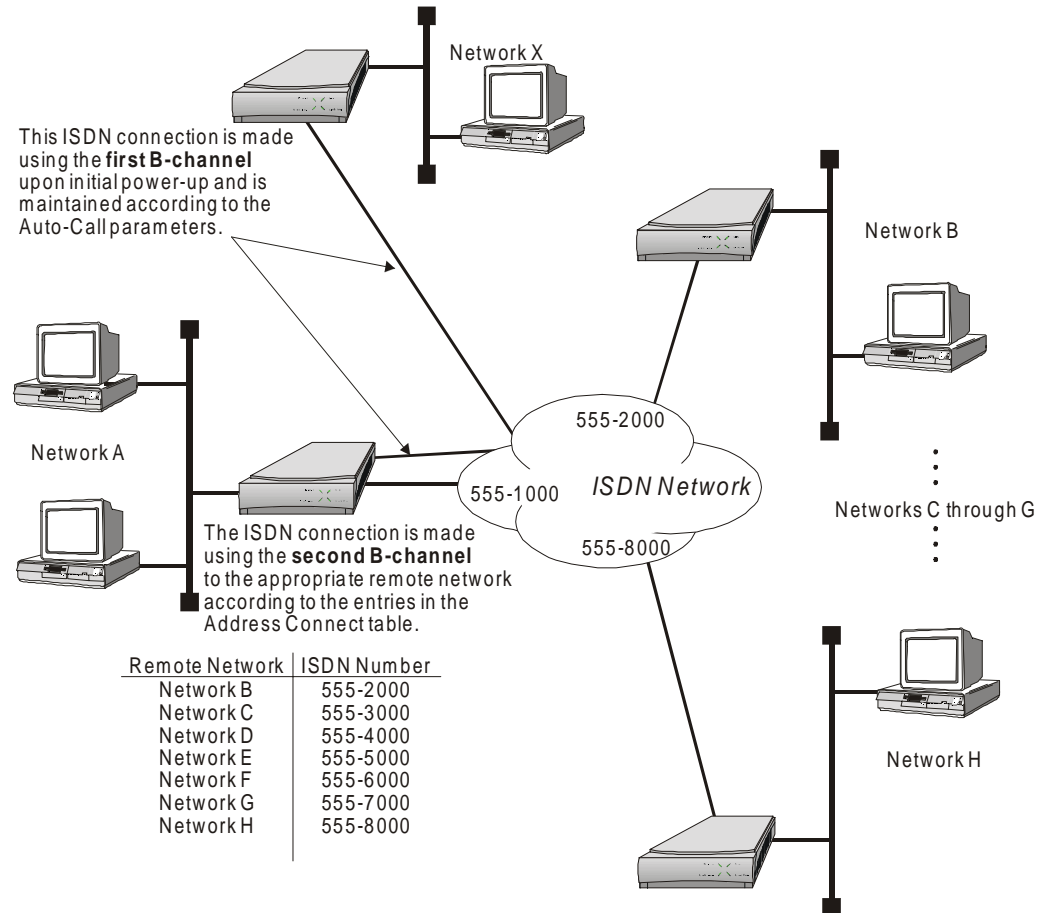 Network X
This ISDN connection is made
using the first B-channel
upon initial power-up and is
maintained according to the
Auto-Call parameters.
Network B
Network A
555-2000
555-1000
ISDN Network
555-8000
Networks C through G
The ISDN connection is made
using the second B-channel
to the appropriate remote network
according to the entries in the
Address Connect table.
Remote Network ISDN Number
Network B 555-2000
Network C 555-3000
Network D 555-4000
Network E 555-5000
Network F 555-6000
Network G 555-7000
Network H 555-8000
Network H